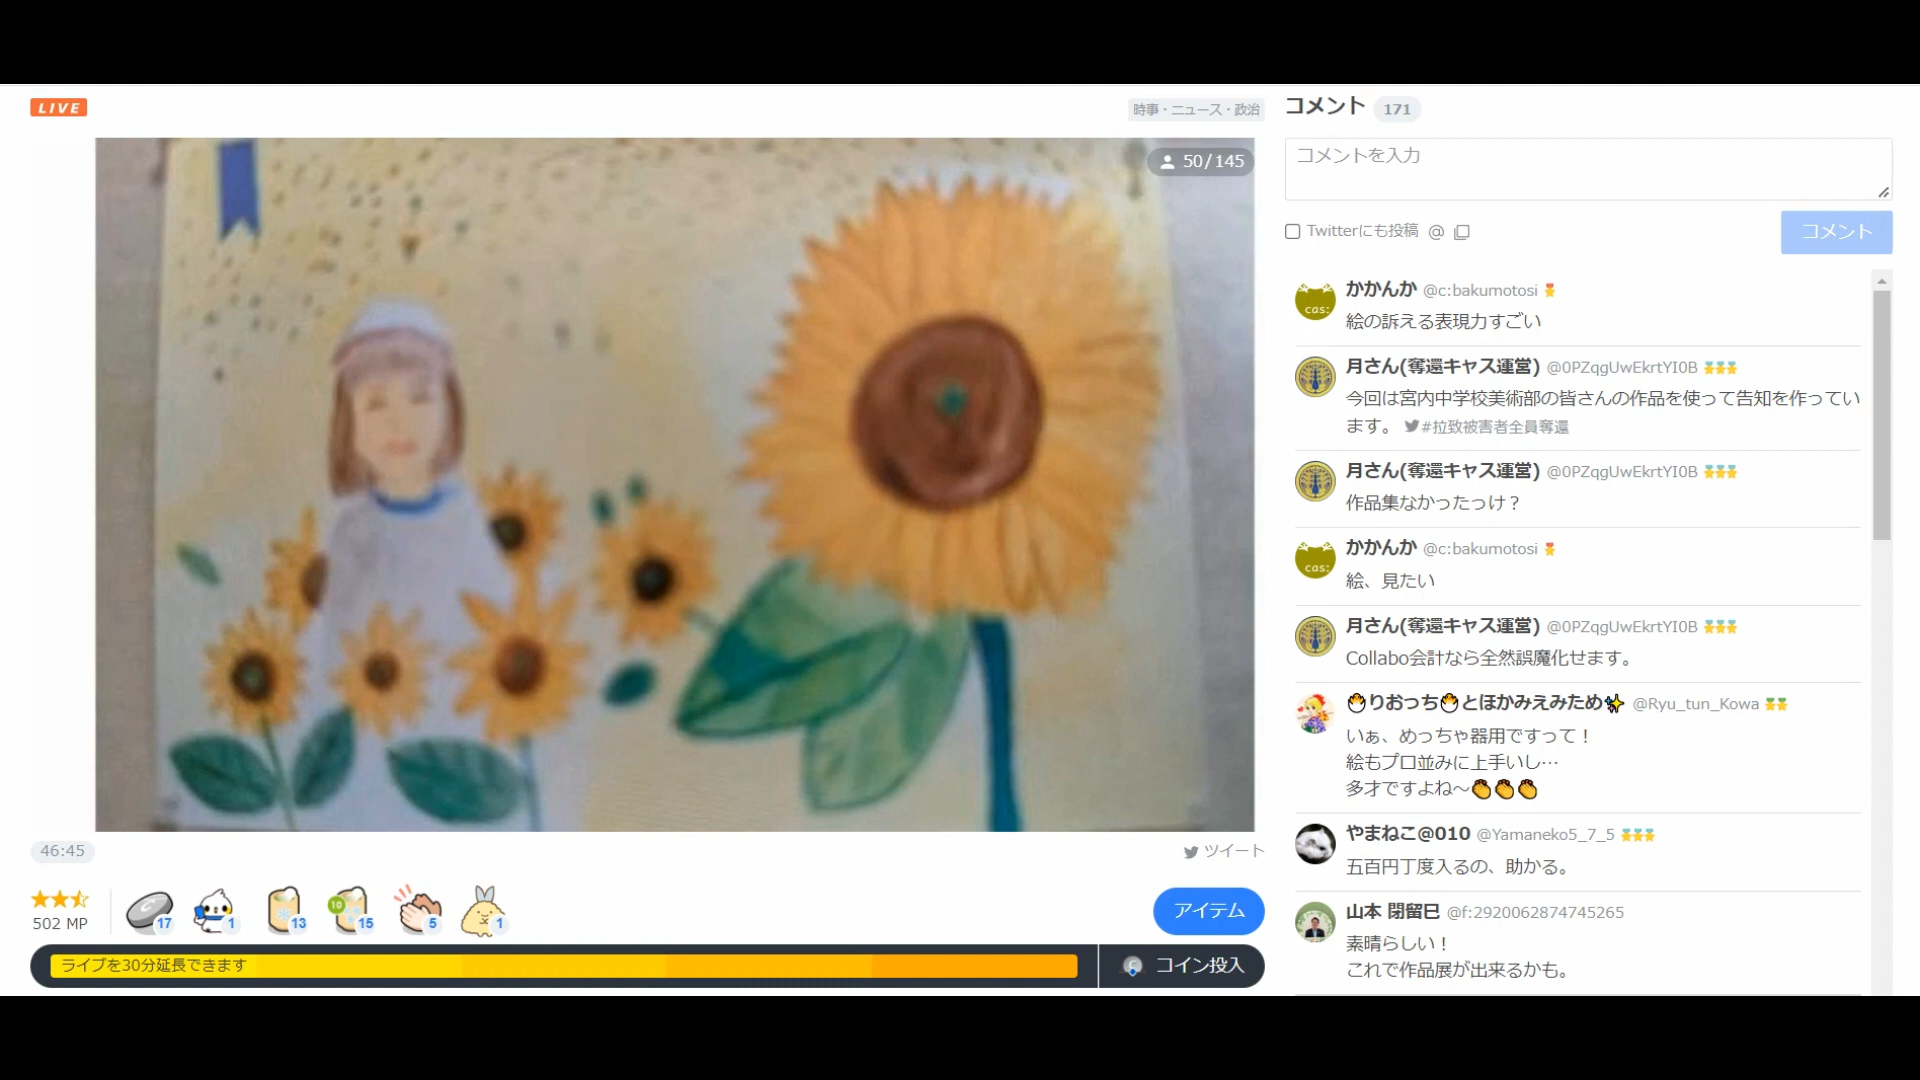 LIVE
時事・ニュース・政治
50/145
46:45
ツイート
502 MP
17
1
13
10
15
5
1
アイテム
ライブを30分延長できます
コイン投入
コメント 171
コメントを入力
Twitterにも投稿 @
コメント
cas:
かかんか @c:bakumotosi
絵の訴える表現力すごい
月さん(奪還キャス運営) @0PZqgUwEkrtYI0B
今回は宮内中学校美術部の皆さんの作品を使って告知を作ってい
ます。 #拉致被害者全員奪還
月さん(奪還キャス運営) @0PZqgUwEkrtYI0B
作品集なかったっけ？
cas:
かかんか @c:bakumotosi
絵、見たい
月さん(奪還キャス運営) @0PZqgUwEkrtYI0B
Collabo会計なら全然誤魔化せます。
🐣りおっち🐣とほかみえみため✨ @Ryu_tun_Kowa
いぁ、めっちゃ器用ですって！
絵もプロ並みに上手いし…
多才ですよね〜👏👏👏
やまねこ@010 @Yamaneko5_7_5
五百円丁度入るの、助かる。
山本 閉留巳 @f:2920062874745265
素晴らしい！
これで作品展が出来るかも。